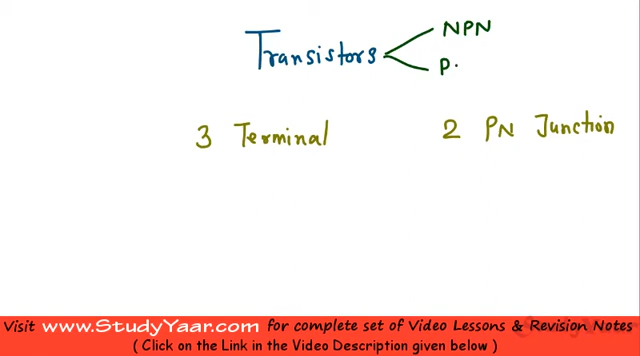 NPN
Transistors
P.
3 Terminal 2 PN Junction
Visit www.StudyYaar.com for complete set of Video Lessons & Revision Notes
( Click on the Link in the Video Description given below )